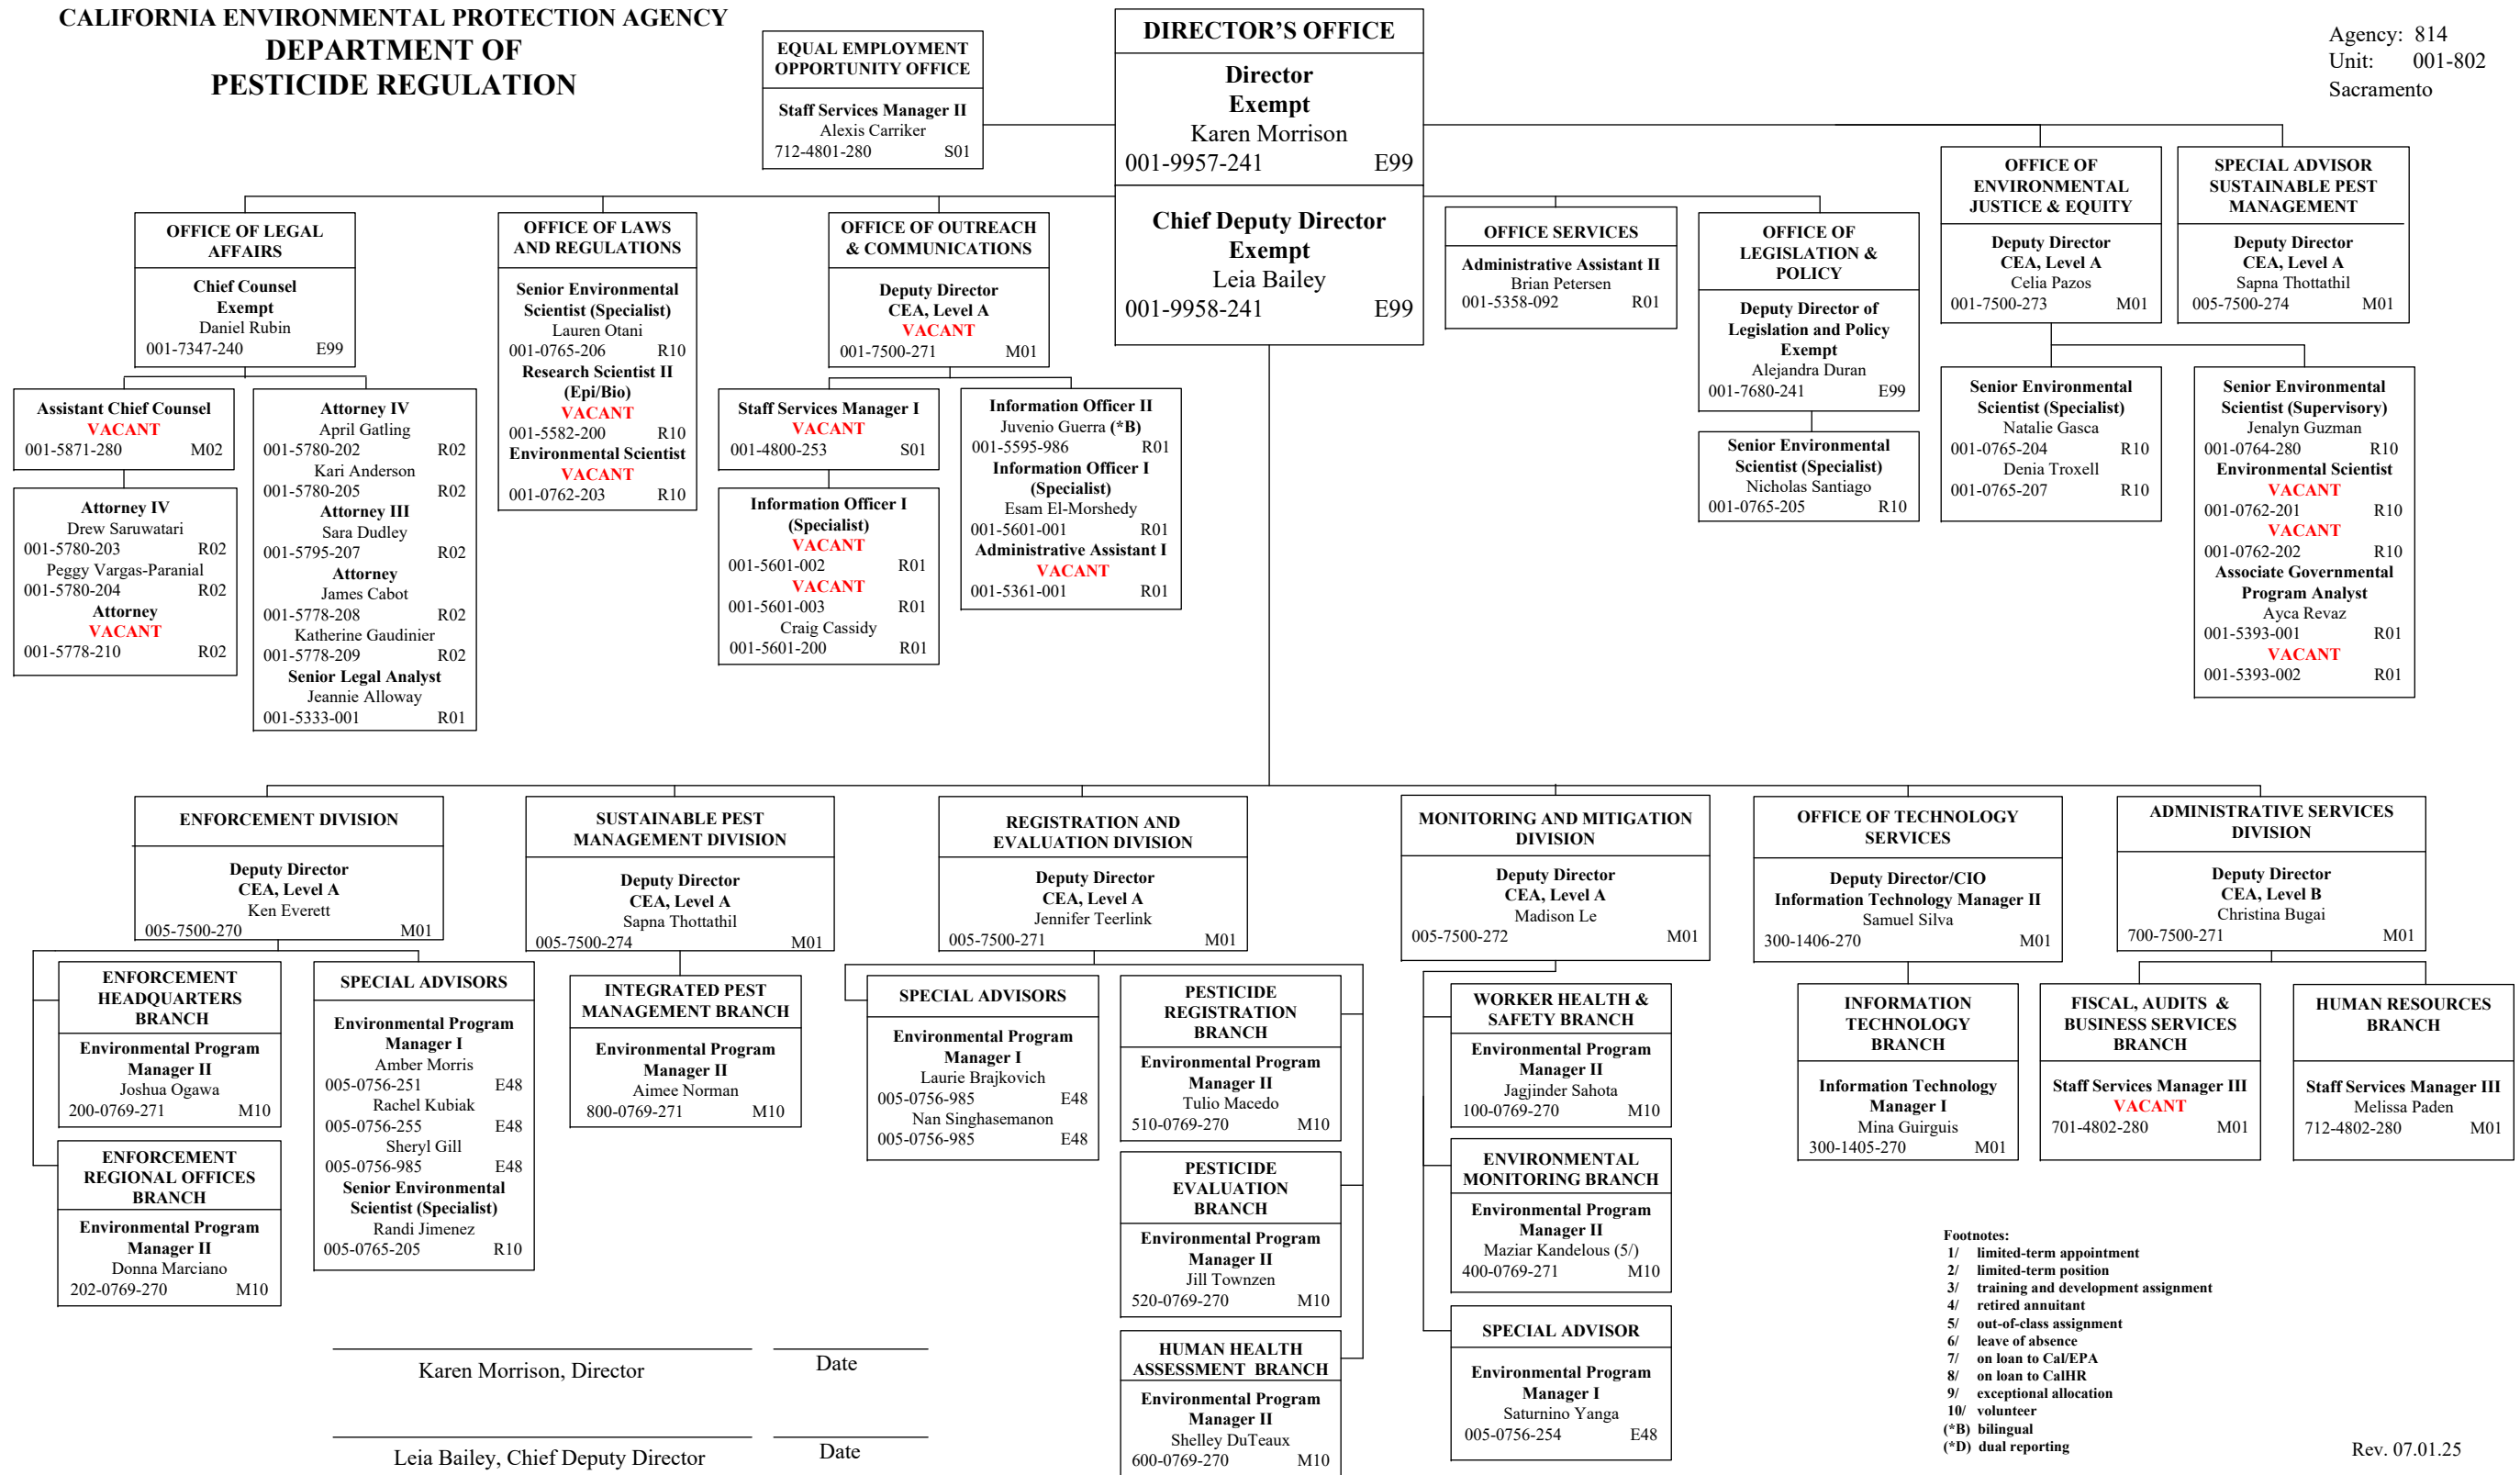 CALIFORNIA ENVIRONMENTAL PROTECTION AGENCY
DEPARTMENT OF
PESTICIDE REGULATION
EQUAL EMPLOYMENT
OPPORTUNITY OFFICE
Staff Services Manager II
Alexis Carriker
712-4801-280 S01
DIRECTOR’S OFFICE
Director
Exempt
Karen Morrison
001-9957-241 E99
Chief Deputy Director
Exempt
Leia Bailey
001-9958-241 E99
Agency: 814
Unit: 001-802
Sacramento
OFFICE OF
ENVIRONMENTAL
JUSTICE & EQUITY
Deputy Director
CEA, Level A
Celia Pazos
001-7500-273 M01
SPECIAL ADVISOR
SUSTAINABLE PEST
MANAGEMENT
Deputy Director
CEA, Level A
Sapna Thottathil
005-7500-274 M01
OFFICE OF LEGAL
AFFAIRS
Chief Counsel
Exempt
Daniel Rubin
001-7347-240 E99
OFFICE OF LAWS
AND REGULATIONS
Senior Environmental
Scientist (Specialist)
Lauren Otani
001-0765-206 R10
Research Scientist II
(Epi/Bio)
VACANT
001-5582-200 R10
Environmental Scientist
VACANT
001-0762-203 R10
OFFICE OF OUTREACH
& COMMUNICATIONS
Deputy Director
CEA, Level A
VACANT
001-7500-271 M01
OFFICE SERVICES
Administrative Assistant II
Brian Petersen
001-5358-092 R01
OFFICE OF
LEGISLATION &
POLICY
Deputy Director of
Legislation and Policy
Exempt
Alejandra Duran
001-7680-241 E99
Assistant Chief Counsel
VACANT
001-5871-280 M02
Attorney IV
Drew Saruwatari
001-5780-203 R02
Peggy Vargas-Paranial
001-5780-204 R02
Attorney
VACANT
001-5778-210 R02
Attorney IV
April Gatling
001-5780-202 R02
Kari Anderson
001-5780-205 R02
Attorney III
Sara Dudley
001-5795-207 R02
Attorney
James Cabot
001-5778-208 R02
Katherine Gaudinier
001-5778-209 R02
Senior Legal Analyst
Jeannie Alloway
001-5333-001 R01
Staff Services Manager I
VACANT
001-4800-253 S01
Information Officer I
(Specialist)
VACANT
001-5601-002 R01
VACANT
001-5601-003 R01
Craig Cassidy
001-5601-200 R01
Information Officer II
Juvenio Guerra (*B)
001-5595-986 R01
Information Officer I
(Specialist)
Esam El-Morshedy
001-5601-001 R01
Administrative Assistant I
VACANT
001-5361-001 R01
Senior Environmental
Scientist (Specialist)
Nicholas Santiago
001-0765-205 R10
Senior Environmental
Scientist (Specialist)
Natalie Gasca
001-0765-204 R10
Denia Troxell
001-0765-207 R10
Senior Environmental
Scientist (Supervisory)
Jenalyn Guzman
001-0764-280 R10
Environmental Scientist
VACANT
001-0762-201 R10
VACANT
001-0762-202 R10
Associate Governmental
Program Analyst
Ayca Revaz
001-5393-001 R01
VACANT
001-5393-002 R01
ENFORCEMENT DIVISION
Deputy Director
CEA, Level A
Ken Everett
005-7500-270 M01
SUSTAINABLE PEST
MANAGEMENT DIVISION
Deputy Director
CEA, Level A
Sapna Thottathil
005-7500-274 M01
REGISTRATION AND
EVALUATION DIVISION
Deputy Director
CEA, Level A
Jennifer Teerlink
005-7500-271 M01
MONITORING AND MITIGATION
DIVISION
Deputy Director
CEA, Level A
Madison Le
005-7500-272 M01
OFFICE OF TECHNOLOGY
SERVICES
Deputy Director/CIO
Information Technology Manager II
Samuel Silva
300-1406-270 M01
ADMINISTRATIVE SERVICES
DIVISION
Deputy Director
CEA, Level B
Christina Bugai
700-7500-271 M01
ENFORCEMENT
HEADQUARTERS
BRANCH
Environmental Program
Manager II
Joshua Ogawa
200-0769-271 M10
ENFORCEMENT
REGIONAL OFFICES
BRANCH
Environmental Program
Manager II
Donna Marciano
202-0769-270 M10
SPECIAL ADVISORS
Environmental Program
Manager I
Amber Morris
005-0756-251 E48
Rachel Kubiak
005-0756-255 E48
Sheryl Gill
005-0756-985 E48
Senior Environmental
Scientist (Specialist)
Randi Jimenez
005-0765-205 R10
INTEGRATED PEST
MANAGEMENT BRANCH
Environmental Program
Manager II
Aimee Norman
800-0769-271 M10
SPECIAL ADVISORS
Environmental Program
Manager I
Laurie Brajkovich
005-0756-985 E48
Nan Singhasemanon
005-0756-985 E48
PESTICIDE
REGISTRATION
BRANCH
Environmental Program
Manager II
Tulio Macedo
510-0769-270 M10
PESTICIDE
EVALUATION
BRANCH
Environmental Program
Manager II
Jill Townzen
520-0769-270 M10
HUMAN HEALTH
ASSESSMENT BRANCH
Environmental Program
Manager II
Shelley DuTeaux
600-0769-270 M10
WORKER HEALTH &
SAFETY BRANCH
Environmental Program
Manager II
Jagjinder Sahota
100-0769-270 M10
ENVIRONMENTAL
MONITORING BRANCH
Environmental Program
Manager II
Maziar Kandelous (5/)
400-0769-271 M10
SPECIAL ADVISOR
Environmental Program
Manager I
Saturnino Yanga
005-0756-254 E48
INFORMATION
TECHNOLOGY
BRANCH
Information Technology
Manager I
Mina Guirguis
300-1405-270 M01
FISCAL, AUDITS &
BUSINESS SERVICES
BRANCH
Staff Services Manager III
VACANT
701-4802-280 M01
HUMAN RESOURCES
BRANCH
Staff Services Manager III
Melissa Paden
712-4802-280 M01
Karen Morrison, Director Date
Leia Bailey, Chief Deputy Director Date
Footnotes:
1/ limited-term appointment
2/ limited-term position
3/ training and development assignment
4/ retired annuitant
5/ out-of-class assignment
6/ leave of absence
7/ on loan to Cal/EPA
8/ on loan to CalHR
9/ exceptional allocation
10/ volunteer
(*B) bilingual
(*D) dual reporting
Rev. 07.01.25